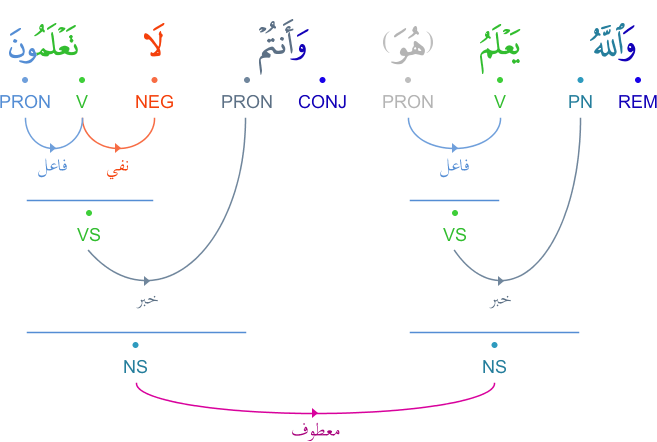 وَٱللَّهُ يَعْلَمُ (هُوَ) وَأَنتُمْ لَا تَعْلَمُونَ
REM PN V PRON CONJ PRON NEG V PRON
فاعل نفي فاعل
VS VS
خبر خبر
NS NS
معطوف